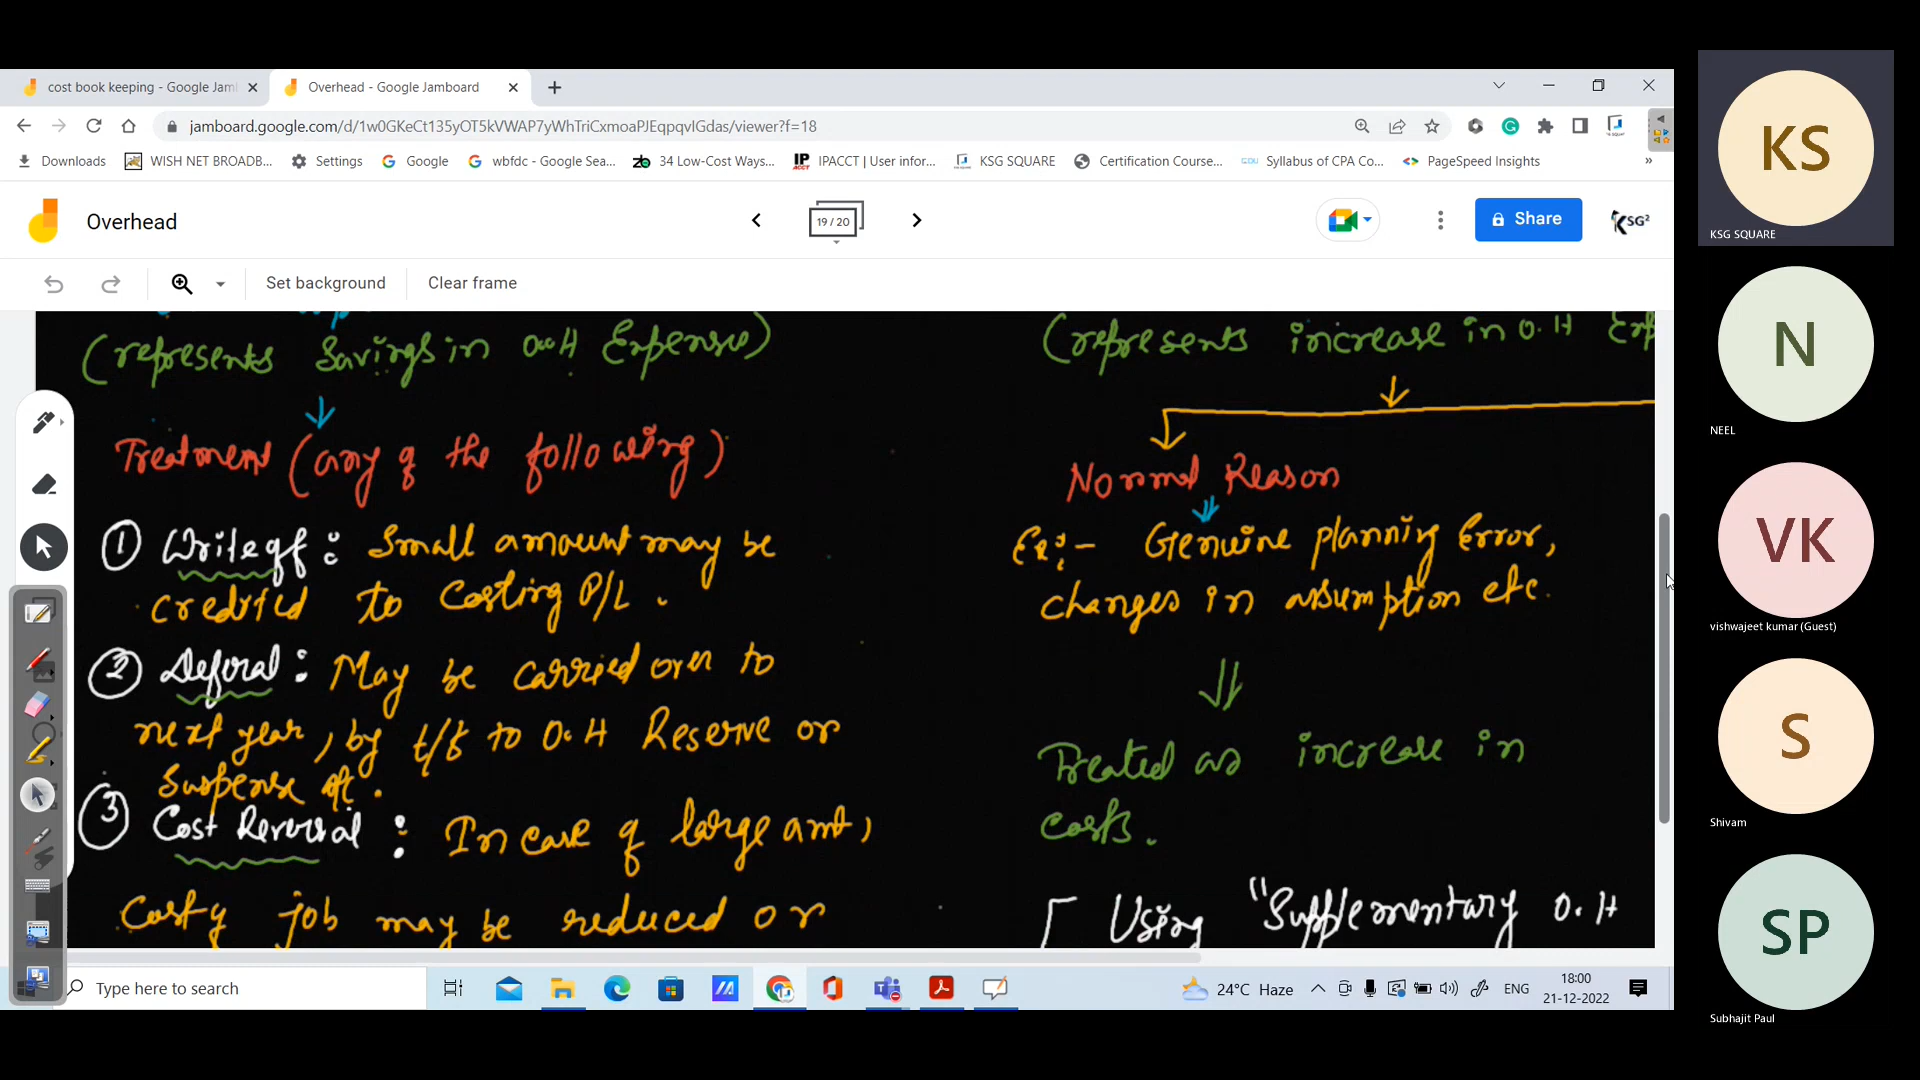 cost book keeping - Google Jam
Overhead - Google Jamboard
jamboard.google.com/d/1w0GKeCt135yOT5kVWAP7yWhTriCxmoaPJEqpqvIGdas/viewer?f=18
Downloads
WISH NET BROADB...
Settings
Google
wbfdc - Google Sea...
34 Low-Cost Ways...
IPACCT | User infor...
KSG SQUARE
Certification Course...
Syllabus of CPA Co...
PageSpeed Insights
»
Overhead
19 / 20
Share
KSG²
Set background
Clear frame
(represents Savings in O.H Expense)
Treatment (any of the following)
① Write off : Small amount may be
credited to Costing P/L .
② Deferal : May be carried over to
next year, by t/f to O.H Reserve or
Suspense A/c .
③ Cost Reversal : In case of large amt,
Cost of job may be reduced or
(represents increase in O.H Exp
Normal Reason
Ex:- Genuine planning Error,
changes in assumption etc.
Treated as increase in
costs.
[ Using "Supplementary O.H
Type here to search
24°C Haze
ENG
18:00
21-12-2022
KS
KSG SQUARE
N
NEEL
VK
vishwajeet kumar (Guest)
S
Shivam
SP
Subhajit Paul